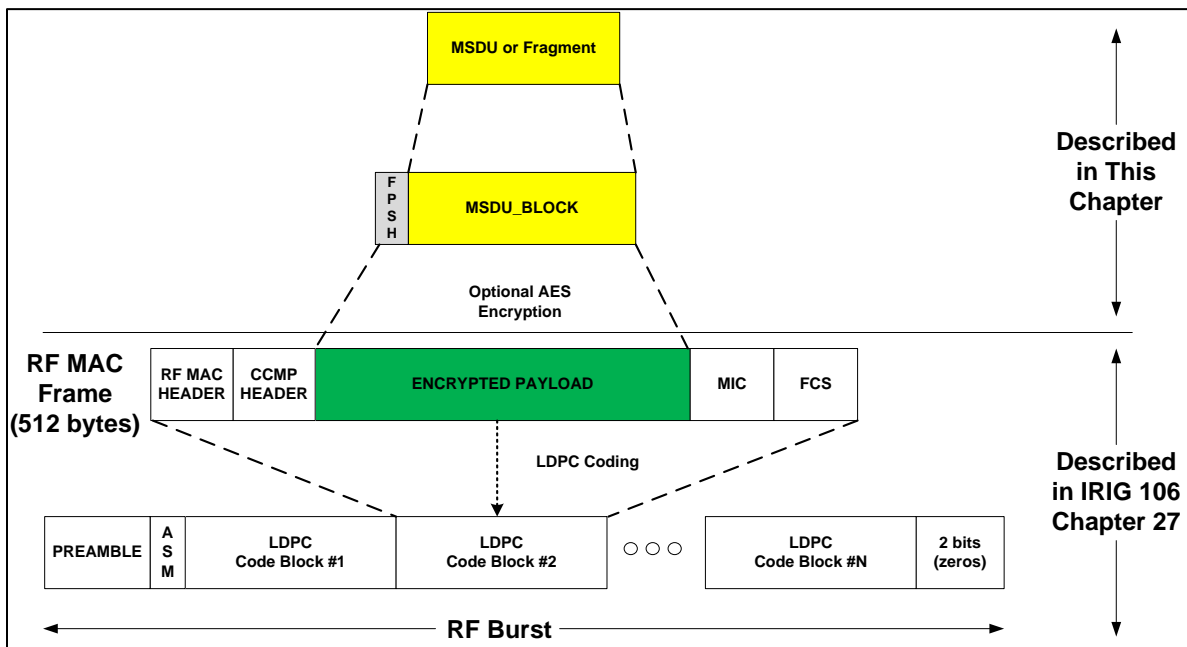 MSDU or Fragment
Described
in This
Chapter
F
P
S
H
MSDU_BLOCK
Optional AES
Encryption
RF MAC
Frame
(512 bytes)
RF MAC
HEADER
CCMP
HEADER
ENCRYPTED PAYLOAD
MIC
FCS
LDPC Coding
Described
in IRIG 106
Chapter 27
PREAMBLE
A
S
M
LDPC
Code Block #1
LDPC
Code Block #2
LDPC
Code Block #N
2 bits
(zeros)
RF Burst